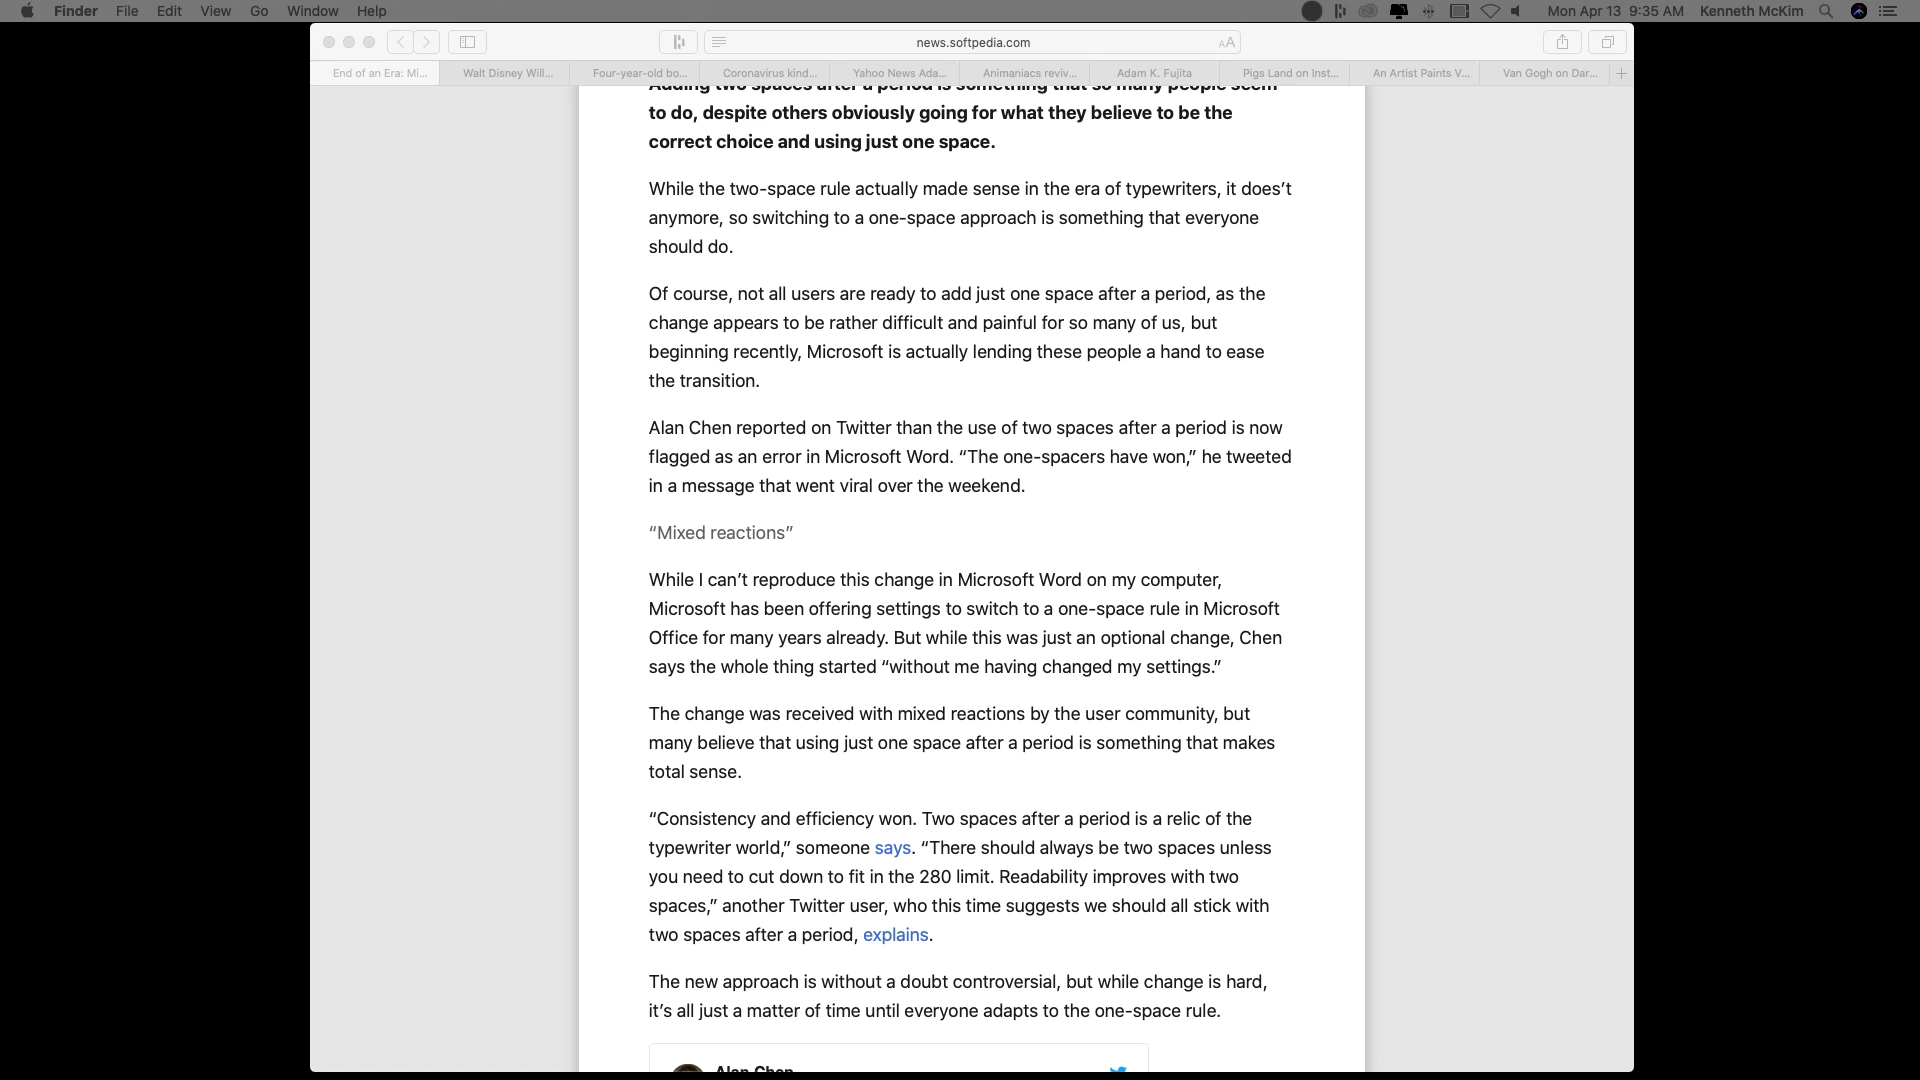 Finder File Edit View Go Window Help
Mon Apr 13 9:35 AM Kenneth McKim
news.softpedia.com
AA
End of an Era: Mi... Walt Disney Will... Four-year-old bo... Coronavirus kind... Yahoo News Ada... Animaniacs reviv... Adam K. Fujita Pigs Land on Inst... An Artist Paints V... Van Gogh on Dar...
Adding two spaces after a period is something that so many people seem
to do, despite others obviously going for what they believe to be the
correct choice and using just one space.
While the two-space rule actually made sense in the era of typewriters, it does’t
anymore, so switching to a one-space approach is something that everyone
should do.
Of course, not all users are ready to add just one space after a period, as the
change appears to be rather difficult and painful for so many of us, but
beginning recently, Microsoft is actually lending these people a hand to ease
the transition.
Alan Chen reported on Twitter than the use of two spaces after a period is now
flagged as an error in Microsoft Word. “The one-spacers have won,” he tweeted
in a message that went viral over the weekend.
“Mixed reactions”
While I can’t reproduce this change in Microsoft Word on my computer,
Microsoft has been offering settings to switch to a one-space rule in Microsoft
Office for many years already. But while this was just an optional change, Chen
says the whole thing started “without me having changed my settings.”
The change was received with mixed reactions by the user community, but
many believe that using just one space after a period is something that makes
total sense.
“Consistency and efficiency won. Two spaces after a period is a relic of the
typewriter world,” someone says. “There should always be two spaces unless
you need to cut down to fit in the 280 limit. Readability improves with two
spaces,” another Twitter user, who this time suggests we should all stick with
two spaces after a period, explains.
The new approach is without a doubt controversial, but while change is hard,
it’s all just a matter of time until everyone adapts to the one-space rule.
Alan Chen